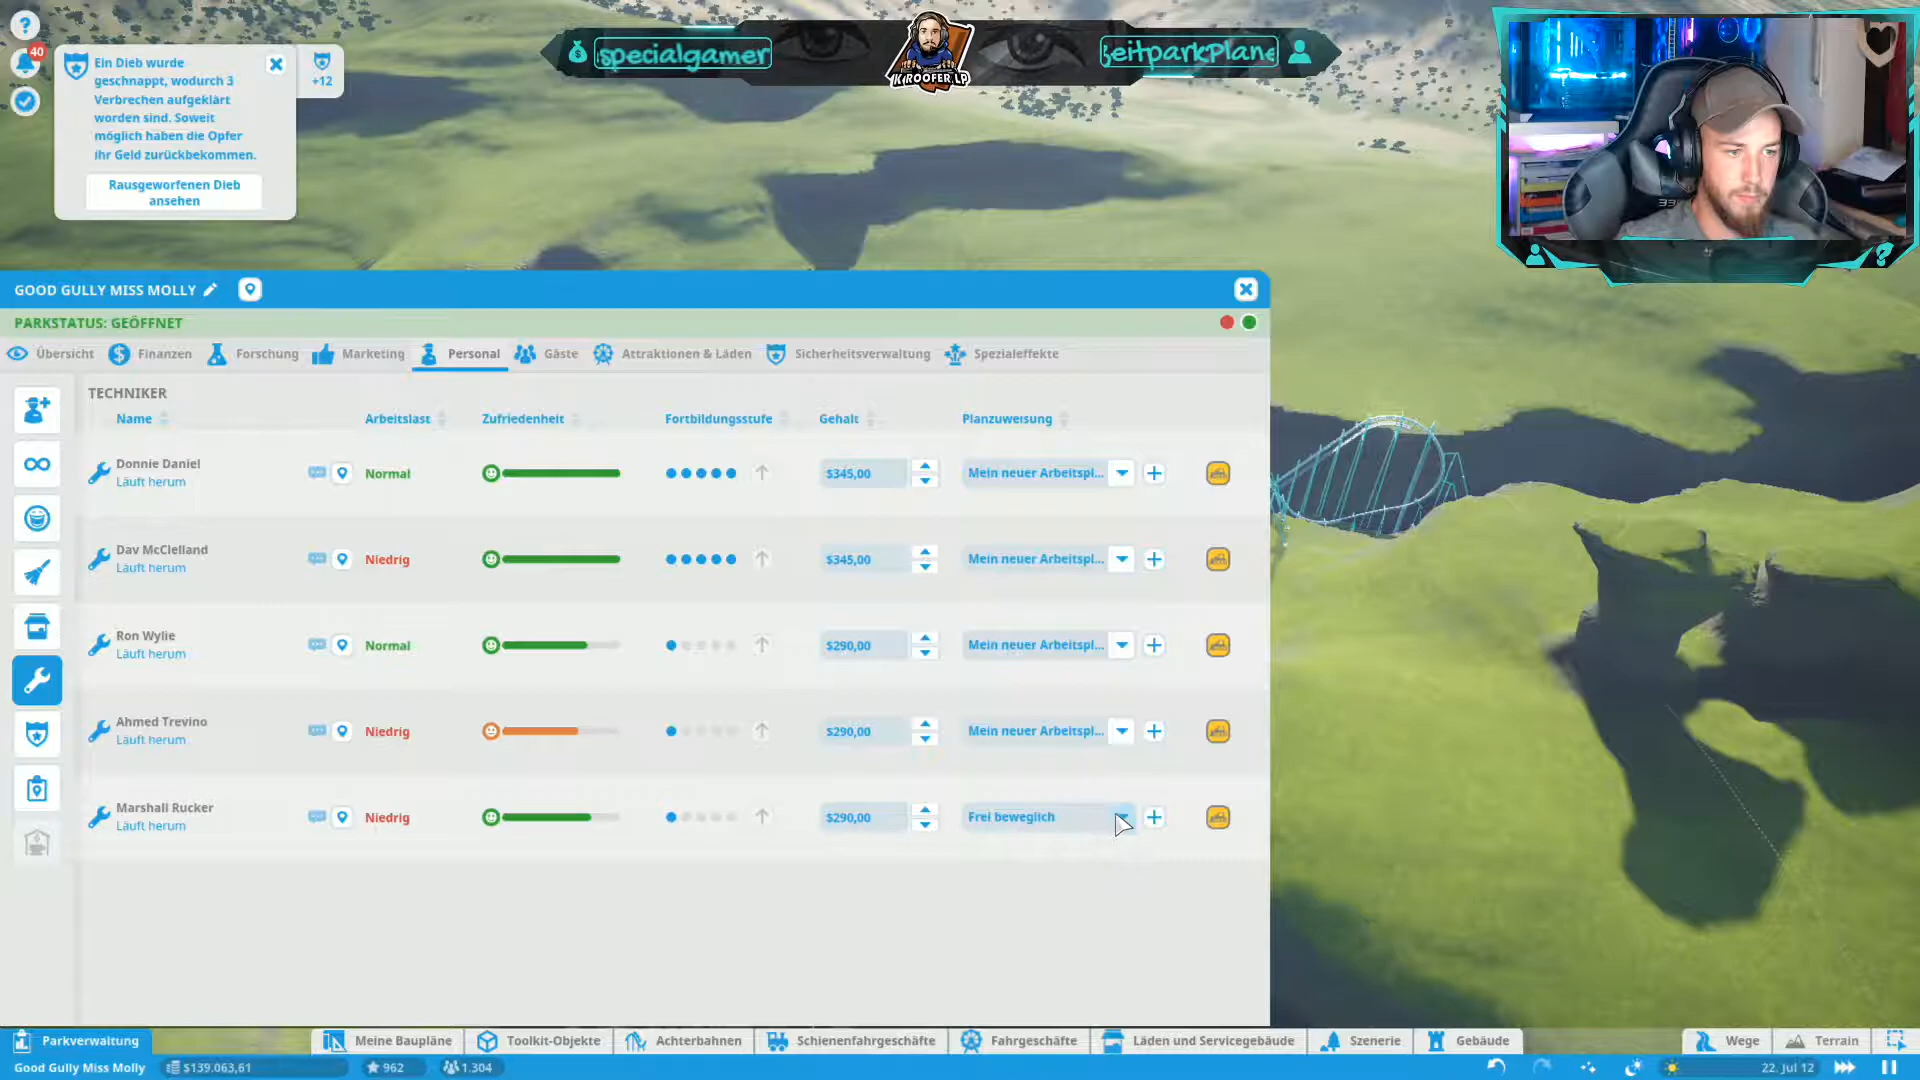 ?
40
Ein Dieb wurde
geschnappt, wodurch 3
Verbrechen aufgeklärt
worden sind. Soweit
möglich haben die Opfer
ihr Geld zurückbekommen.
Rausgeworfenen Dieb
ansehen
+12
specialgamer
1K1ROOFER LP
eitparkPlane
?
GOOD GULLY MISS MOLLY
PARKSTATUS: GEÖFFNET
Übersicht Finanzen Forschung Marketing Personal Gäste Attraktionen & Läden Sicherheitsverwaltung Spezialeffekte
TECHNIKER
Name Arbeitslast Zufriedenheit Fortbildungsstufe Gehalt Planzuweisung
Donnie Daniel
Läuft herum
Normal $345,00 Mein neuer Arbeitspl...
Dav McClelland
Läuft herum
Niedrig $345,00 Mein neuer Arbeitspl...
Ron Wylie
Läuft herum
Normal $290,00 Mein neuer Arbeitspl...
Ahmed Trevino
Läuft herum
Niedrig $290,00 Mein neuer Arbeitspl...
Marshall Rucker
Läuft herum
Niedrig $290,00 Frei beweglich
Parkverwaltung Meine Baupläne Toolkit-Objekte Achterbahnen Schienenfahrgeschäfte Fahrgeschäfte Läden und Servicegebäude Szenerie Gebäude Wege Terrain
Good Gully Miss Molly $139.063,61 962 1.304 22. Jul 12